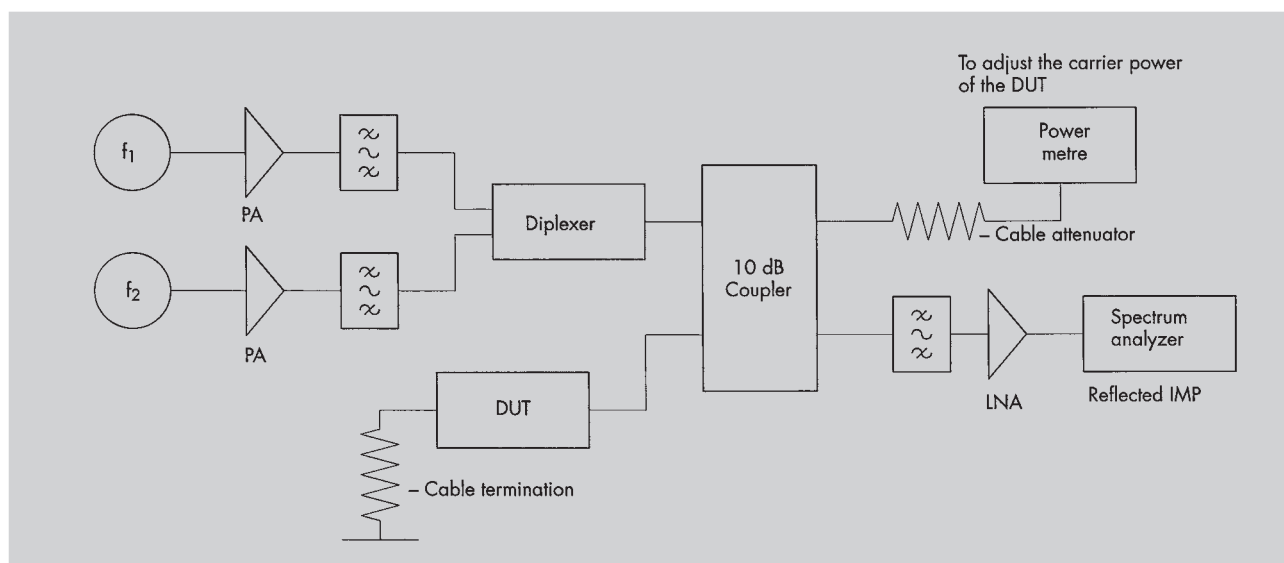 To adjust the carrier power
of the DUT
Power
metre
f1
PA
Diplexer
– Cable attenuator
10 dB
Coupler
f2
PA
Spectrum
analyzer
LNA
Reflected IMP
DUT
– Cable termination